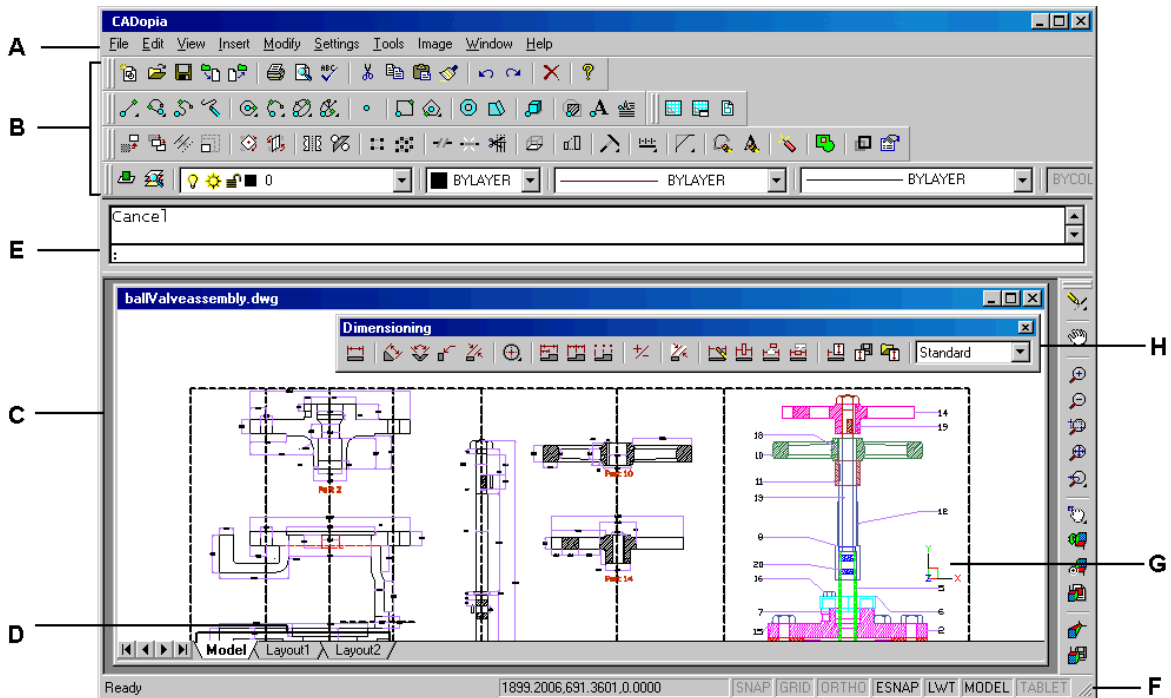 CADopia
File Edit View Insert Modify Settings Tools Image Window Help
A
B
ABC
A
0
BYLAYER
BYLAYER
BYLAYER
BYCOL
Cancel
E
:
ballValveassembly.dwg
Dimensioning
Standard
H
C
14
19
18
10
11
13
12
9
20
16
5
7
6
15
2
Part 2
Part 10
Part 14
Y
Z
X
G
D
Model Layout1 Layout2
Ready
1899.2006,691.3601,0.0000
SNAP GRID ORTHO ESNAP LWT MODEL TABLET
F